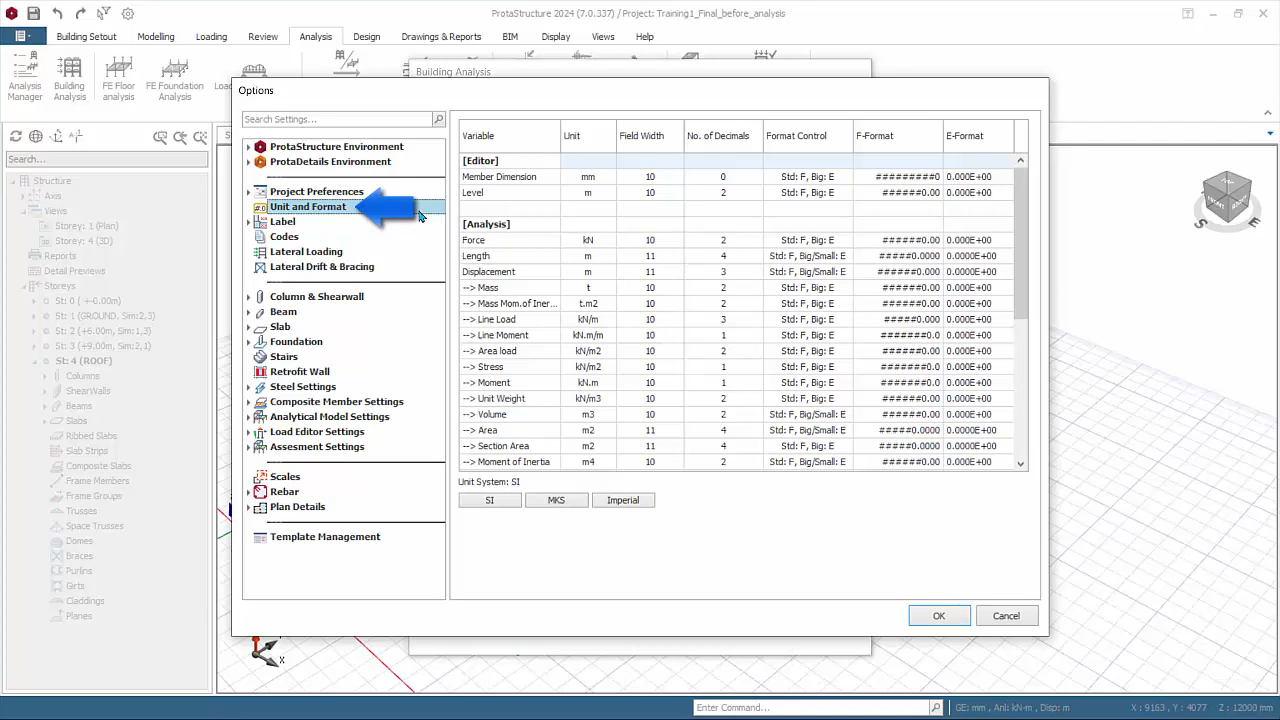 ProtaStructure 2024 (7.0.337) / Project: Training1_Final_before_analysis
Building Setout Modelling Loading Review Analysis Design Drawings & Reports BIM Display Views Help
Analysis Manager
Building Analysis
FE Floor analysis
FE Foundation Analysis
Building Analysis
Options
Search Settings...
ProtaStructure Environment
ProtaDetails Environment
Project Preferences
Unit and Format
Label
Codes
Lateral Loading
Lateral Drift & Bracing
Column & Shearwall
Beam
Slab
Foundation
Stairs
Retrofit Wall
Steel Settings
Composite Member Settings
Analytical Model Settings
Load Editor Settings
Assesment Settings
Scales
Rebar
Plan Details
Template Management
Variable Unit Field Width No. of Decimals Format Control F-Format E-Format
[Editor]
Member Dimension mm 10 0 Std: F, Big: E #########0 0.000E+00
Level m 10 2 Std: F, Big: E ######0.00 0.000E+00
[Analysis]
Force kN 10 2 Std: F, Big: E ######0.00 0.000E+00
Length m 11 4 Std: F, Big/Small: E #####0.0000 0.000E+00
Displacement m 11 3 Std: F, Big/Small: E ######0.000 0.000E+00
--> Mass t 10 2 Std: F, Big: E ######0.00 0.000E+00
--> Mass Mom.of Iner... t.m2 10 2 Std: F, Big: E ######0.00 0.000E+00
--> Line Load kN/m 10 3 Std: F, Big: E #####0.000 0.000E+00
--> Line Moment kN.m/m 10 1 Std: F, Big: E #######0.0 0.000E+00
--> Area load kN/m2 10 2 Std: F, Big: E ######0.00 0.000E+00
--> Stress kN/m2 10 1 Std: F, Big: E #######0.0 0.000E+00
--> Moment kN.m 10 1 Std: F, Big: E #######0.0 0.000E+00
--> Unit Weight kN/m3 10 2 Std: F, Big: E ######0.00 0.000E+00
--> Volume m3 10 2 Std: F, Big/Small: E ######0.00 0.000E+00
--> Area m2 11 4 Std: F, Big/Small: E #####0.0000 0.000E+00
--> Section Area m2 11 4 Std: F, Big: E #####0.0000 0.000E+00
--> Moment of Inertia m4 10 2 Std: F, Big/Small: E ######0.00 0.000E+00
Unit System: SI
SI MKS Imperial
OK Cancel
Search...
Structure
Axis
Views
Storey: 1 (Plan)
Storey: 4 (3D)
Reports
Detail Previews
Storeys
St: 0 ( +-0.00m)
St: 1 (GROUND, Sim:2,3)
St: 2 (+6.00m, Sim:1,3)
St: 3 (+9.00m, Sim:2,1)
St: 4 (ROOF)
Columns
ShearWalls
Beams
Slabs
Ribbed Slabs
Slab Strips
Composite Slabs
Frame Members
Frame Groups
Trusses
Space Trusses
Domes
Braces
Purlins
Girts
Claddings
Planes
FRONT
E
X
Enter Command...
GE: mm , Anl: kN-m , Disp: m
X : 9163 , Y : 4077 Z : 12000 mm